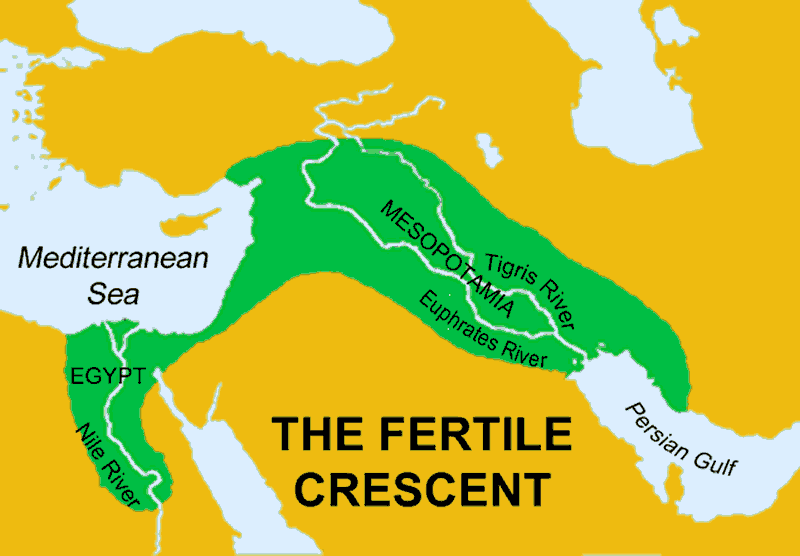 MESOPOTAMIA
Tigris River
Mediterranean
Sea
Euphrates River
EGYPT
Nile River
THE FERTILE
CRESCENT
Persian Gulf